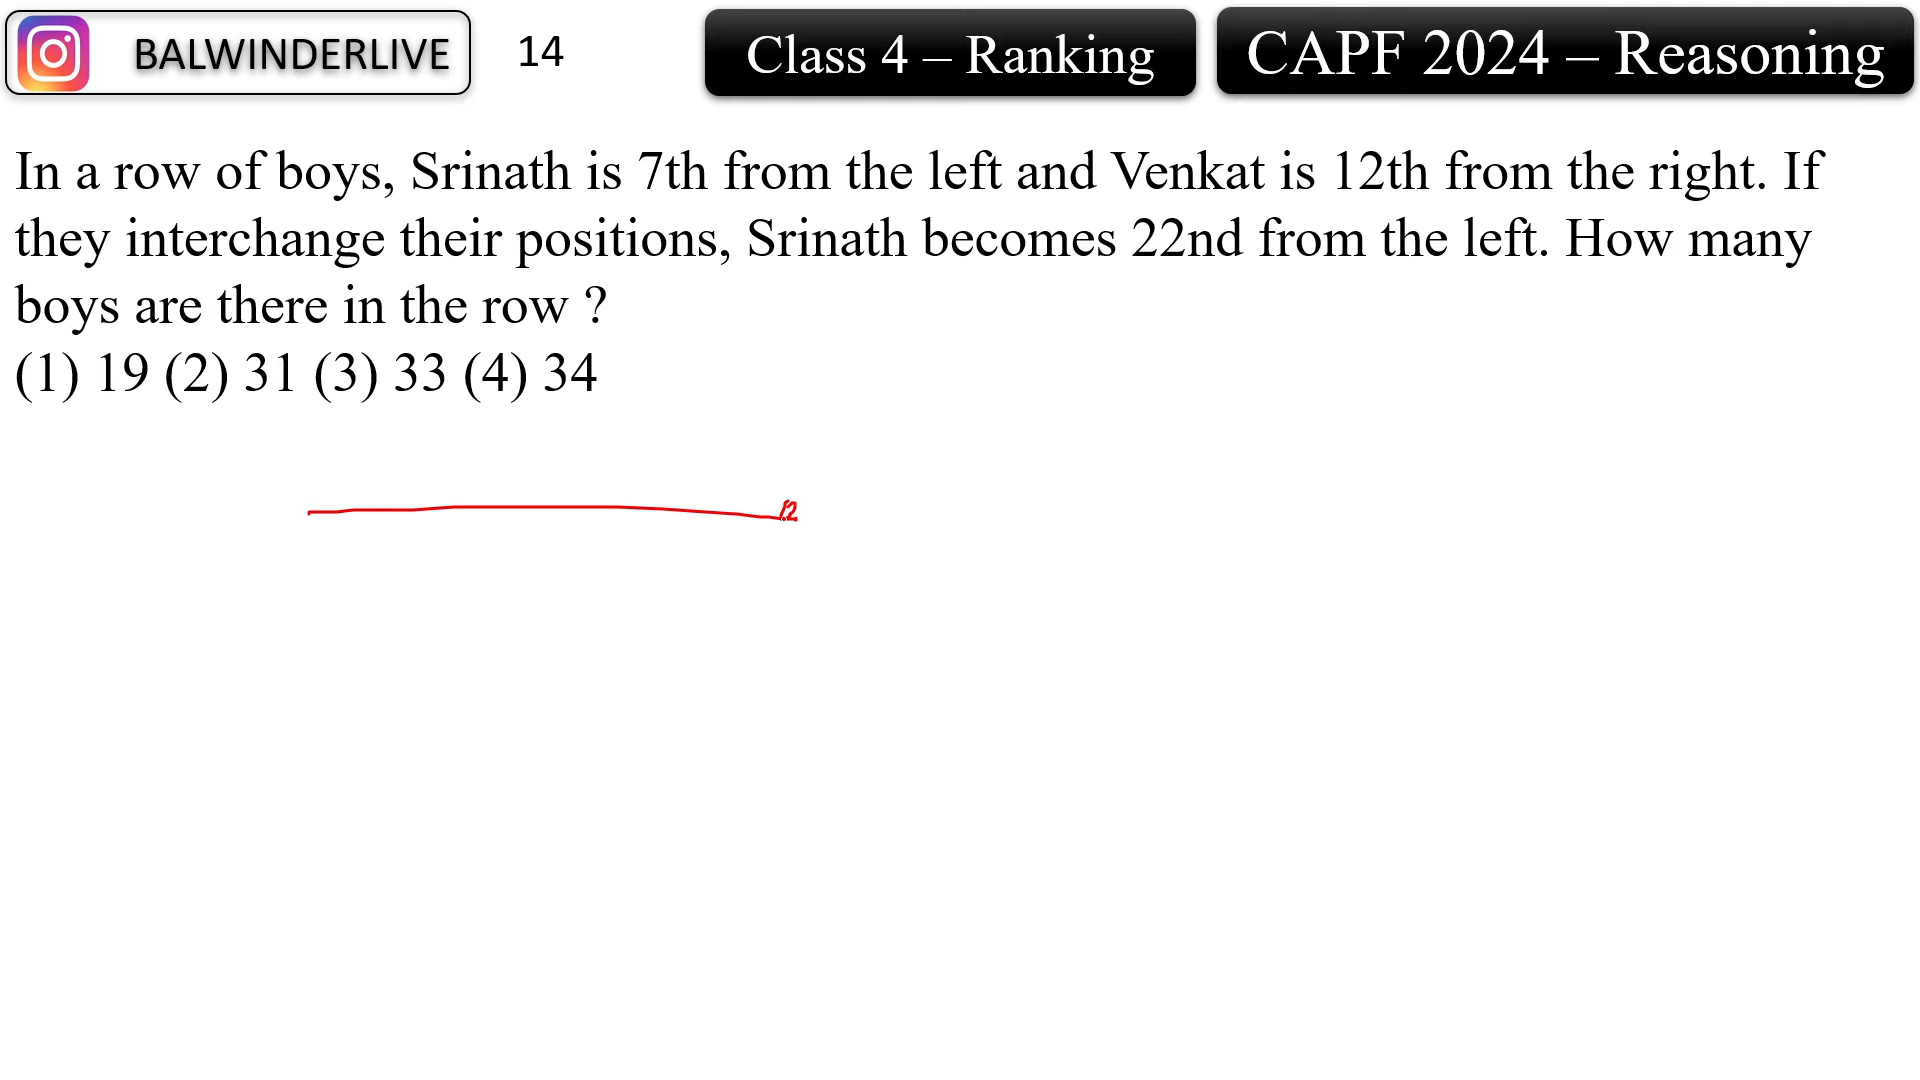 BALWINDERLIVE 14 Class 4 – Ranking CAPF 2024 – Reasoning
In a row of boys, Srinath is 7th from the left and Venkat is 12th from the right. If
they interchange their positions, Srinath becomes 22nd from the left. How many
boys are there in the row ?
(1) 19 (2) 31 (3) 33 (4) 34
12